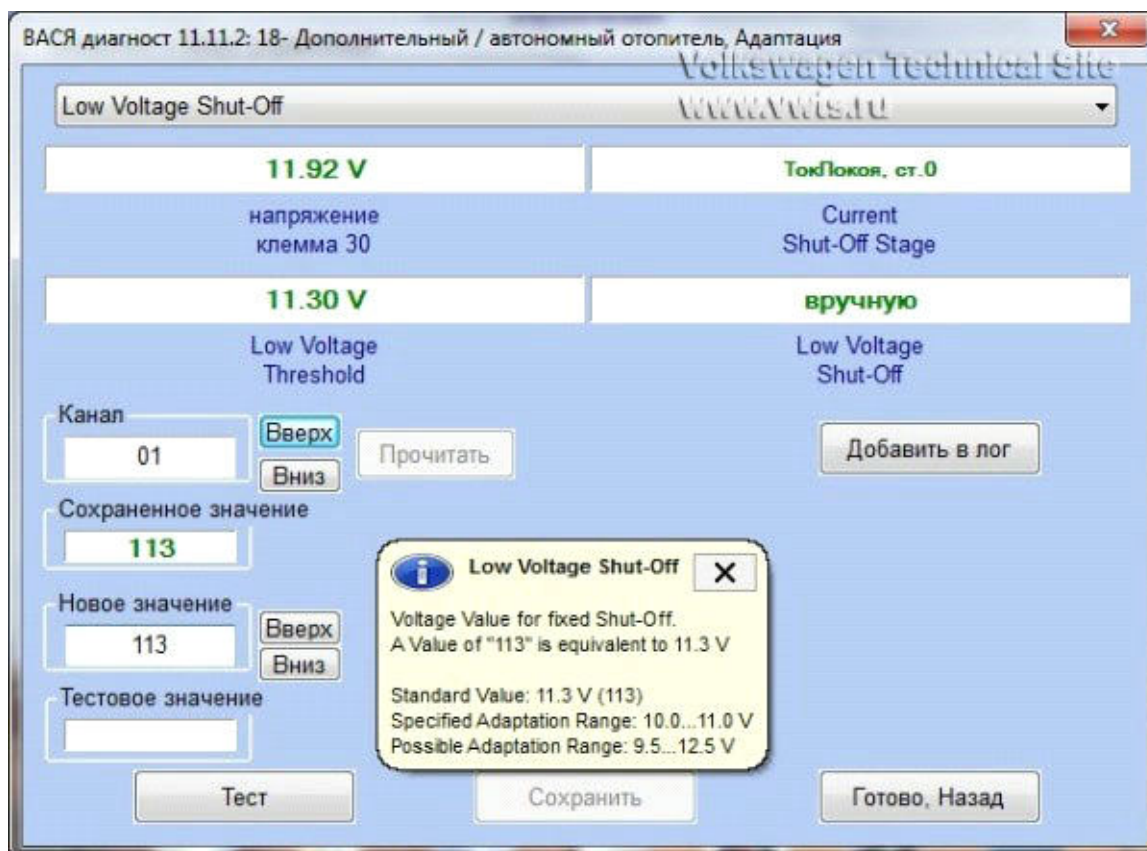 ВАСЯ диагност 11.11.2: 18- Дополнительный / автономный отопитель, Адаптация
Volkswagen Technical Site
www.vwts.ru
Low Voltage Shut-Off
11.92 V
ТокПокоя, ст.0
напряжение
клемма 30
Current
Shut-Off Stage
11.30 V
вручную
Low Voltage
Threshold
Low Voltage
Shut-Off
Канал
01
Вверх
Вниз
Прочитать
Добавить в лог
Сохраненное значение
113
Новое значение
113
Вверх
Вниз
Тестовое значение
Low Voltage Shut-Off
Voltage Value for fixed Shut-Off.
A Value of "113" is equivalent to 11.3 V
Standard Value: 11.3 V (113)
Specified Adaptation Range: 10.0...11.0 V
Possible Adaptation Range: 9.5...12.5 V
Тест
Сохранить
Готово, Назад